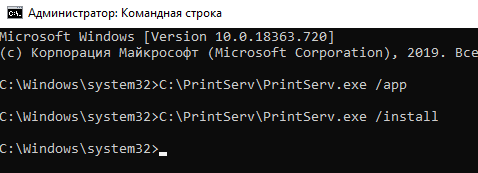 Администратор: Командная строка
Microsoft Windows [Version 10.0.18363.720]
(c) Корпорация Майкрософт (Microsoft Corporation), 2019. Все
C:\Windows\system32>C:\PrintServ\PrintServ.exe /app
C:\Windows\system32>C:\PrintServ\PrintServ.exe /install
C:\Windows\system32>